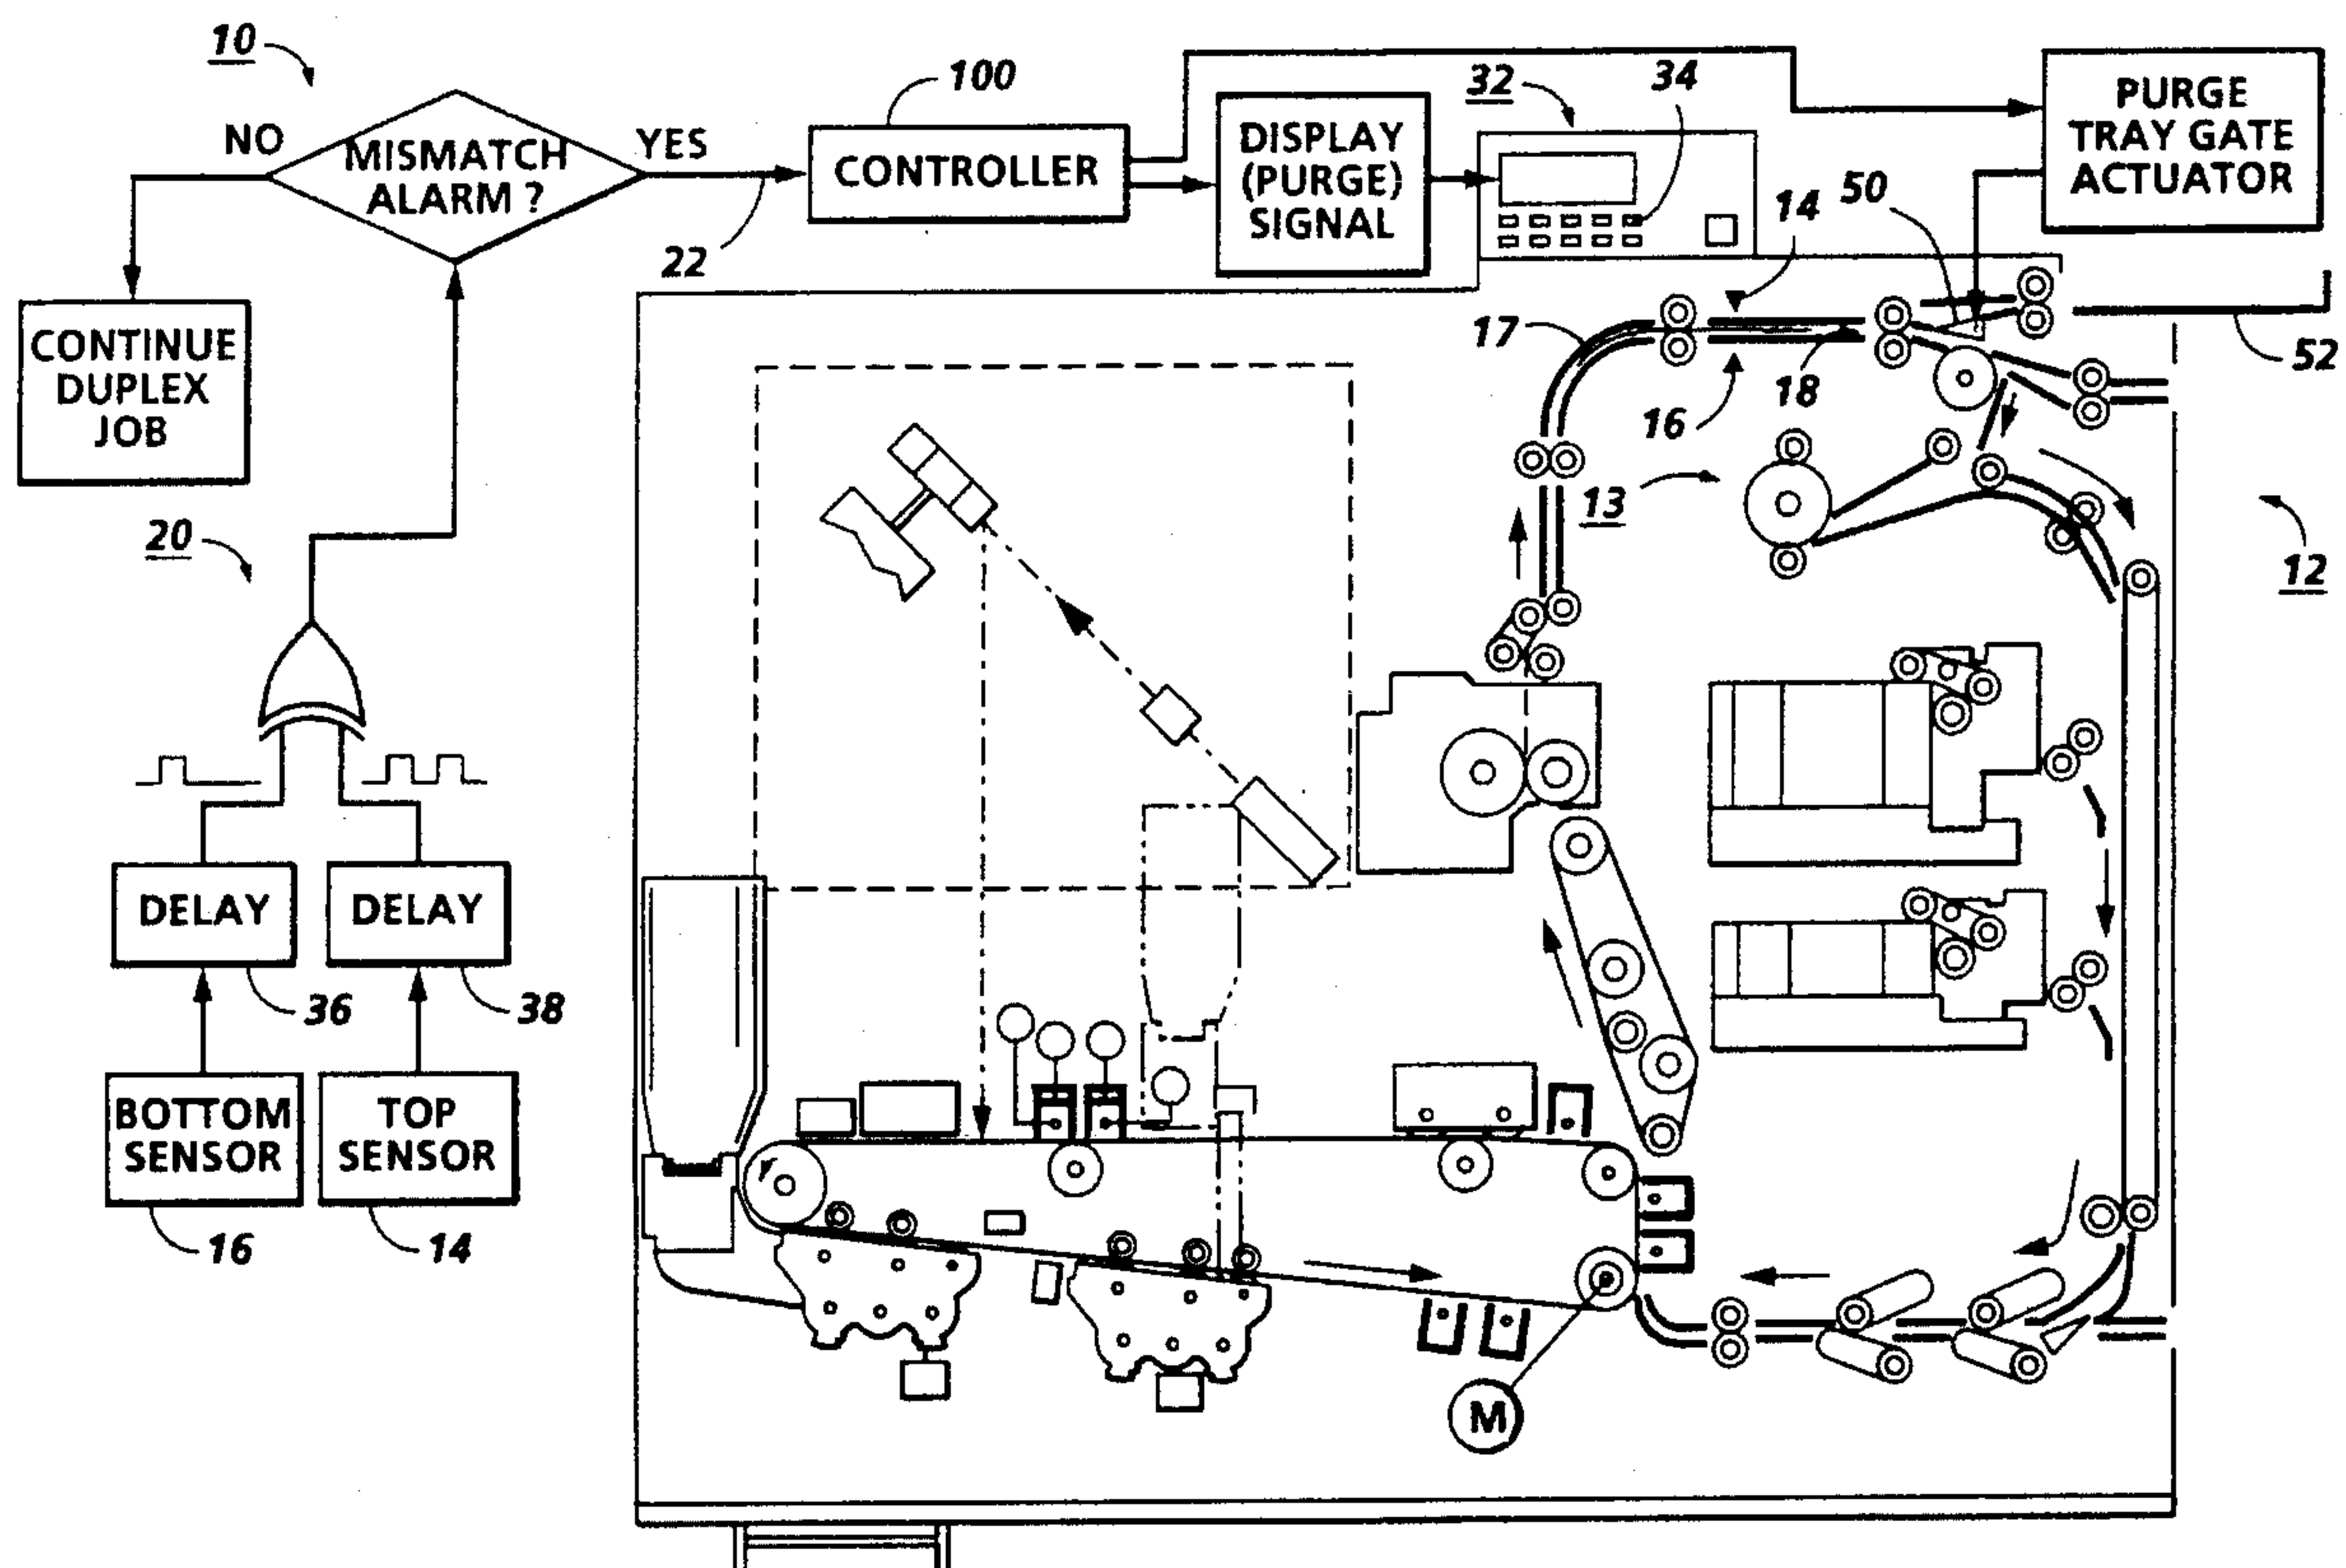 10
100
32
34
PURGE
TRAY GATE
ACTUATOR
NO
MISMATCH
ALARM ?
YES
CONTROLLER
DISPLAY
(PURGE)
SIGNAL
22
14
50
CONTINUE
DUPLEX
JOB
17
16
18
52
13
12
20
DELAY
DELAY
36
38
BOTTOM
SENSOR
TOP
SENSOR
16
14
M